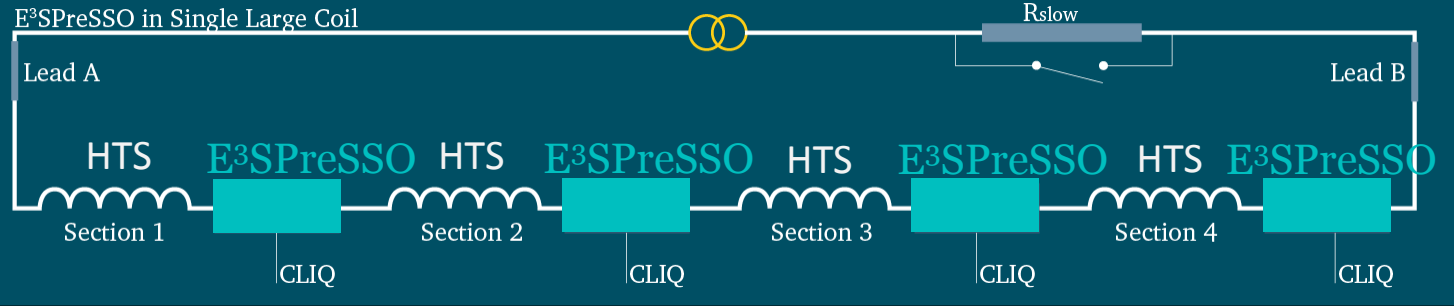 E³SPreSSO in Single Large Coil
Rslow
Lead A
Lead B
HTS
E³SPreSSO
HTS
E³SPreSSO
HTS
E³SPreSSO
HTS
E³SPreSSO
Section 1
Section 2
Section 3
Section 4
CLIQ
CLIQ
CLIQ
CLIQ